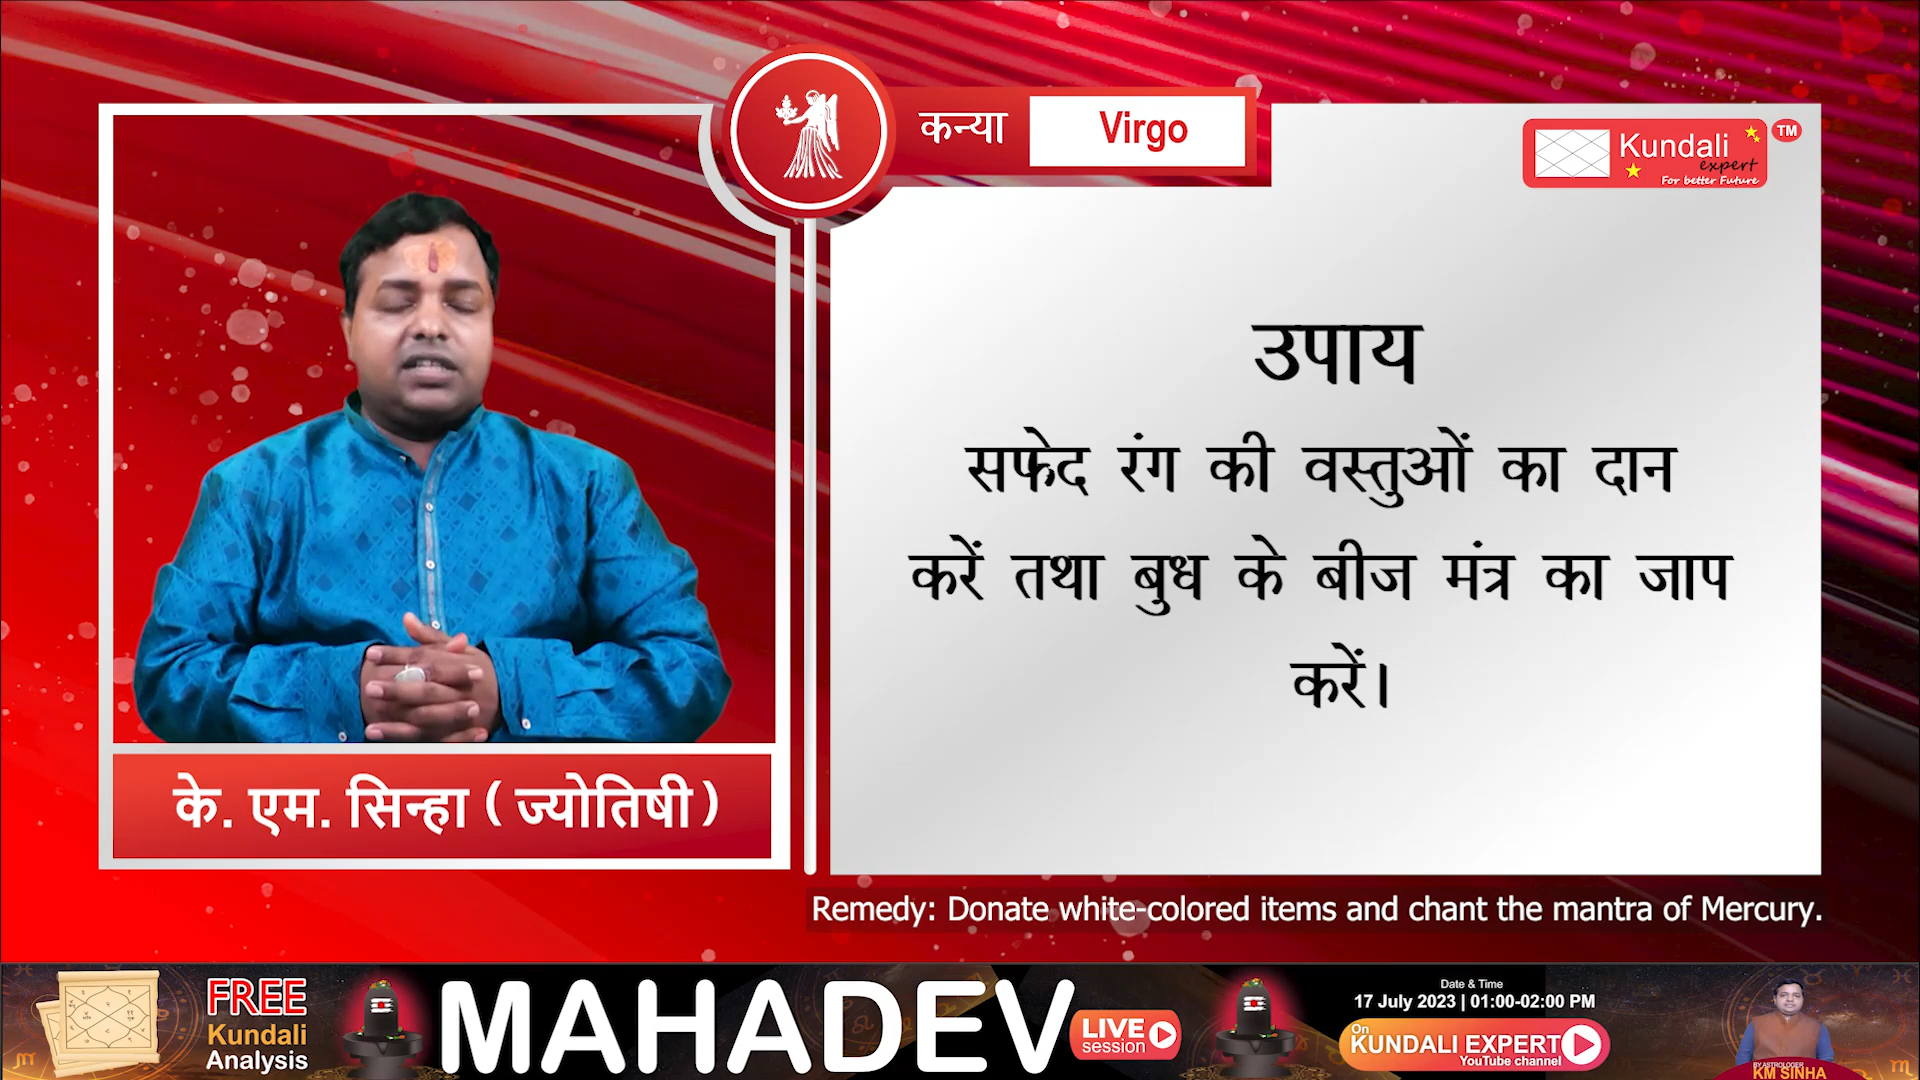 कन्या
Virgo
Kundali
expert
For better Future
TM
उपाय
सफेद रंग की वस्तुओं का दान
करें तथा बुध के बीज मंत्र का जाप
करें।
के. एम. सिन्हा ( ज्योतिषी )
Remedy: Donate white-colored items and chant the mantra of Mercury.
FREE
Kundali
Analysis
MAHADEV
LIVE
session
Date & Time
17 July 2023 | 01:00-02:00 PM
On
KUNDALI EXPERT
YouTube channel
BY ASTROLOGER
KM SINHA